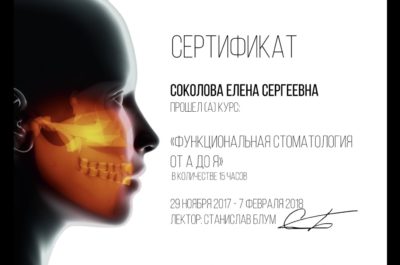 СЕРТИФИКАТ
СОКОЛОВА ЕЛЕНА СЕРГЕЕВНА
ПРОШЕЛ (А) КУРС:
«ФУНКЦИОНАЛЬНАЯ СТОМАТОЛОГИЯ
ОТ А ДО Я»
В КОЛИЧЕСТВЕ 15 ЧАСОВ
29 НОЯБРЯ 2017 - 7 ФЕВРАЛЯ 2018
ЛЕКТОР: СТАНИСЛАВ БЛУМ